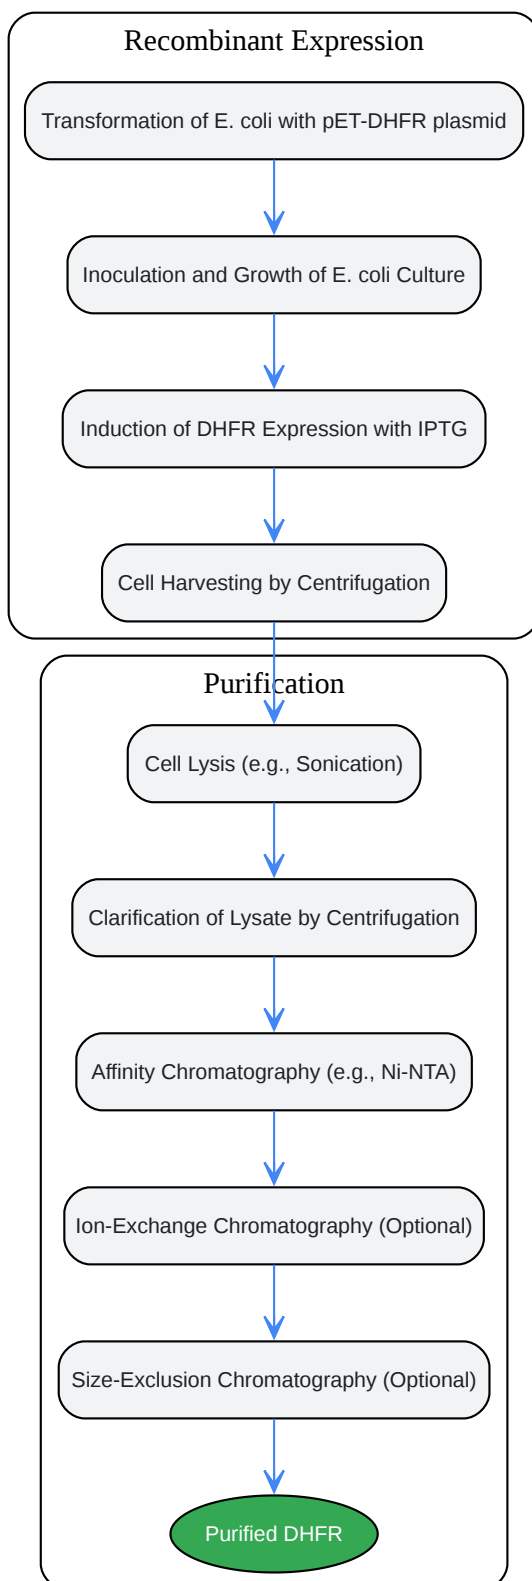 Recombinant Expression
Transformation of E. coli with pET-DHFR plasmid
Inoculation and Growth of E. coli Culture
Induction of DHFR Expression with IPTG
Cell Harvesting by Centrifugation
Purification
Cell Lysis (e.g., Sonication)
Clarification of Lysate by Centrifugation
Affinity Chromatography (e.g., Ni-NTA)
Ion-Exchange Chromatography (Optional)
Size-Exclusion Chromatography (Optional)
Purified DHFR